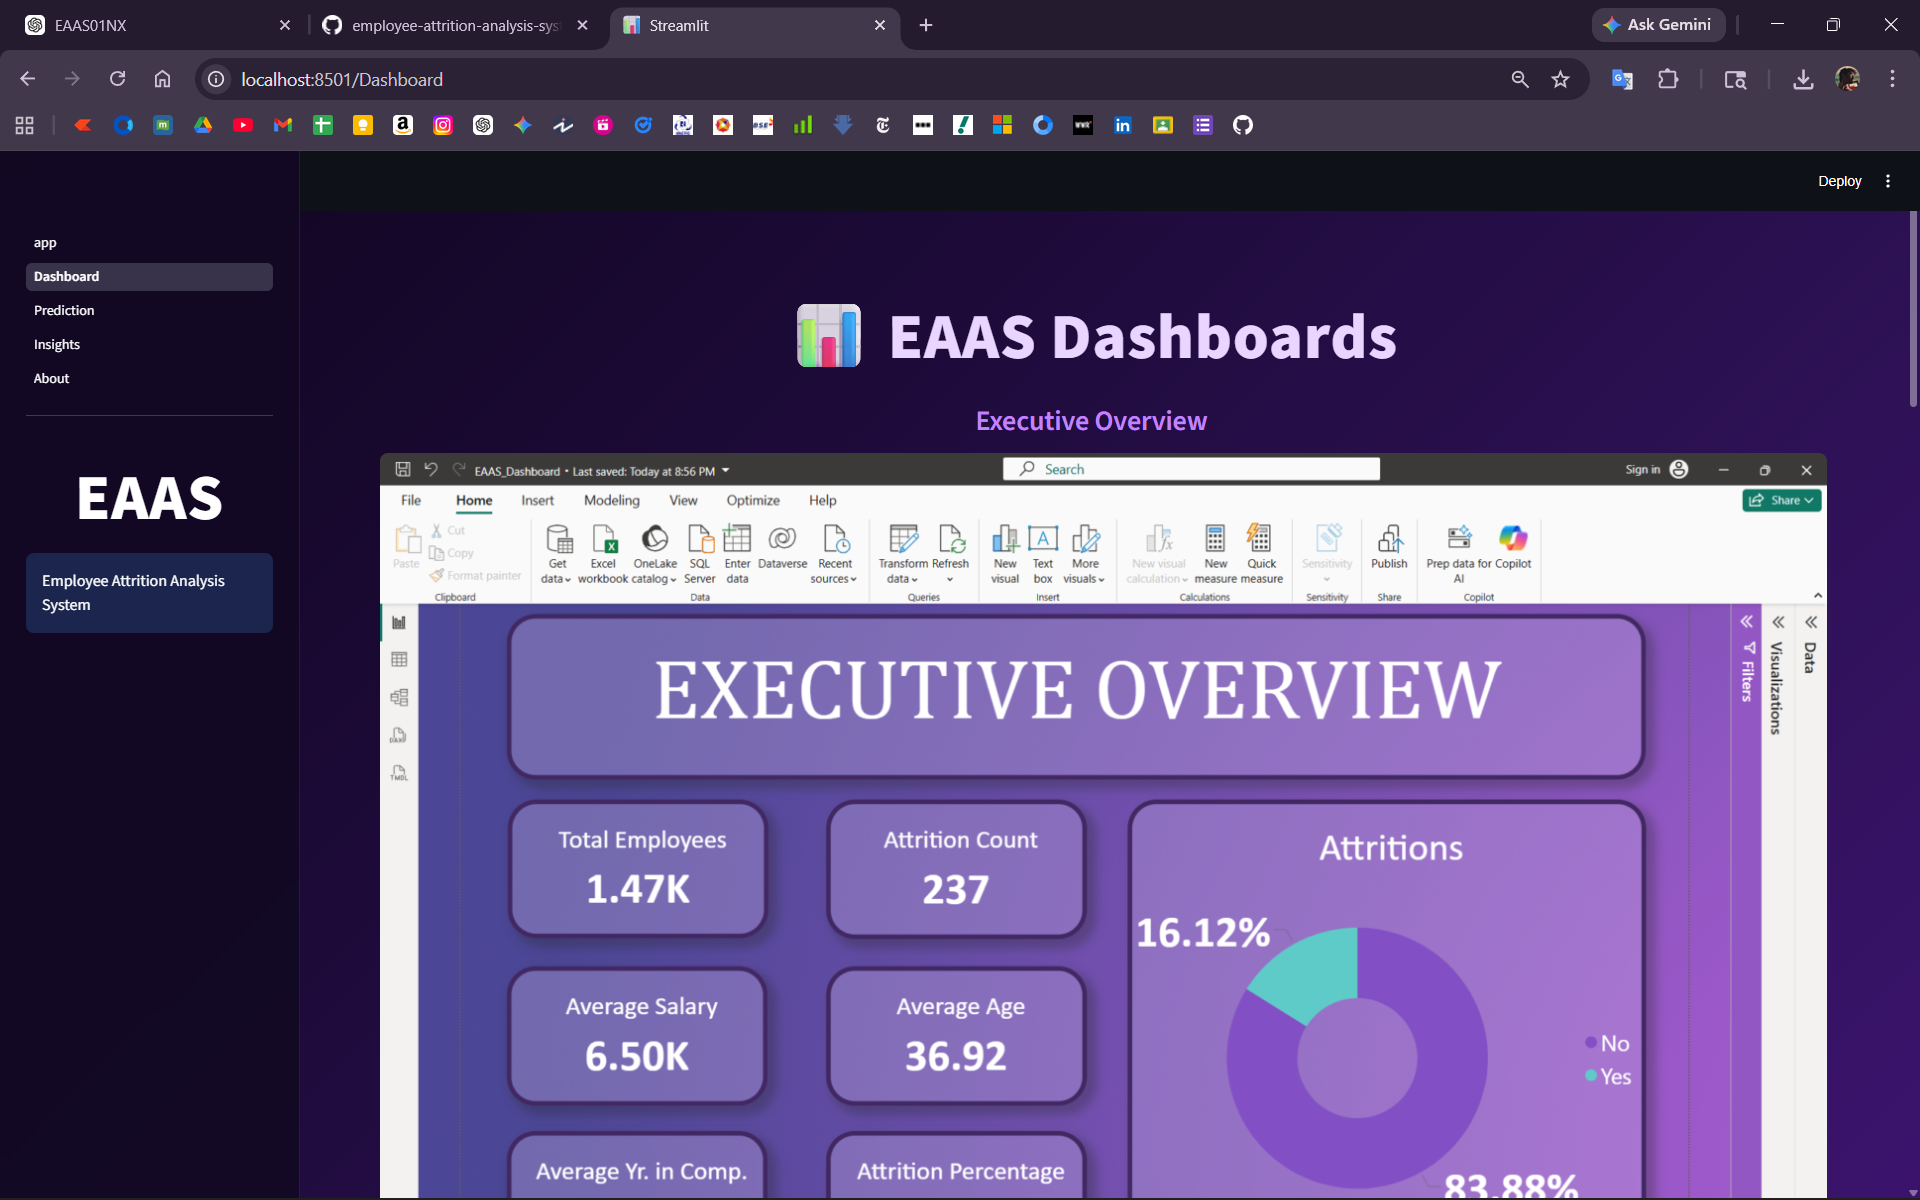 EAAS01NX
employee-attrition-analysis-sys
Streamlit
Ask Gemini
localhost:8501/Dashboard
Deploy
app
Dashboard
Prediction
Insights
About
EAAS
Employee Attrition Analysis
System
EAAS Dashboards
Executive Overview
EAAS_Dashboard • Last saved: Today at 8:56 PM
Search
Sign in
File Home Insert Modeling View Optimize Help
Share
Paste
Cut
Copy
Format painter
Clipboard
Get data
Excel workbook
OneLake catalog
SQL Server
Enter data
Dataverse
Recent sources
Data
Transform data
Refresh
Queries
New visual
Text box
More visuals
Insert
New visual calculation
New measure
Quick measure
Calculations
Sensitivity
Sensitivity
Publish
Share
Prep data for AI
Copilot
Copilot
Filters
Visualizations
Data
EXECUTIVE OVERVIEW
Total Employees
1.47K
Attrition Count
237
Average Salary
6.50K
Average Age
36.92
Average Yr. in Comp.
Attrition Percentage
Attritions
16.12%
No
Yes
83.88%